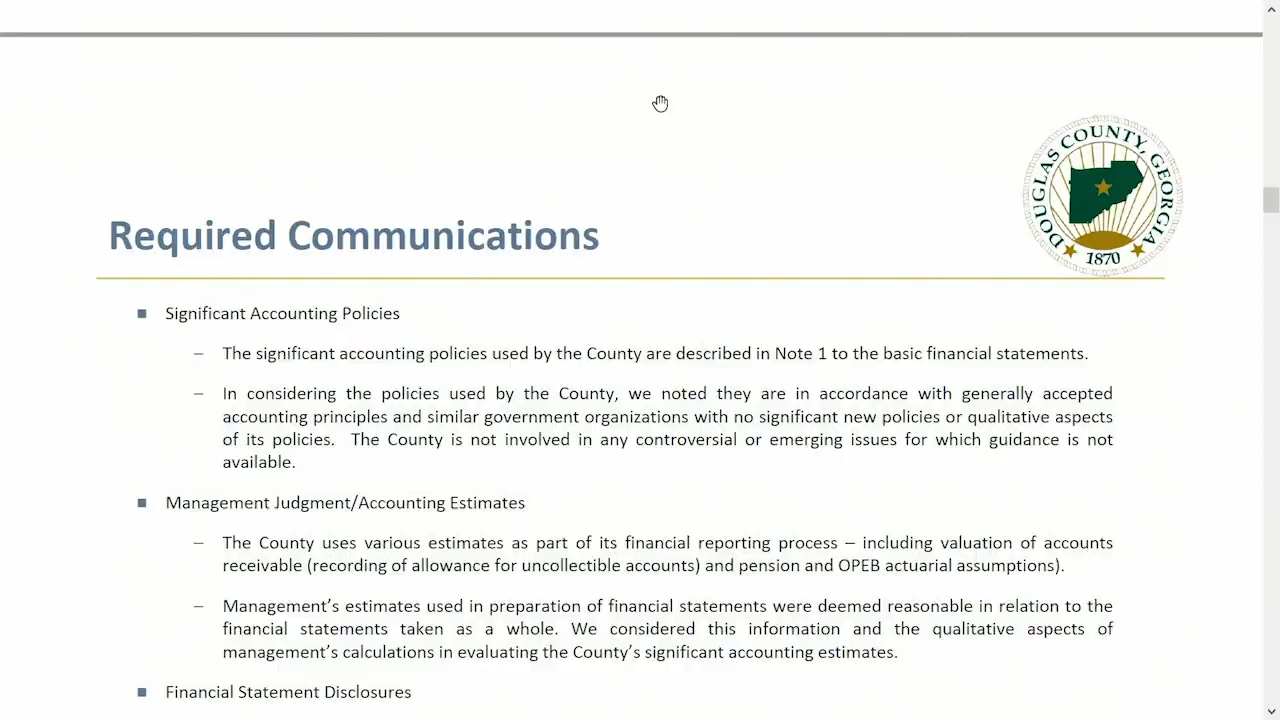 DOUGLAS COUNTY, GEORGIA
1870
Required Communications
Significant Accounting Policies
– The significant accounting policies used by the County are described in Note 1 to the basic financial statements.
– In considering the policies used by the County, we noted they are in accordance with generally accepted
accounting principles and similar government organizations with no significant new policies or qualitative aspects
of its policies. The County is not involved in any controversial or emerging issues for which guidance is not
available.
Management Judgment/Accounting Estimates
– The County uses various estimates as part of its financial reporting process – including valuation of accounts
receivable (recording of allowance for uncollectible accounts) and pension and OPEB actuarial assumptions).
– Management’s estimates used in preparation of financial statements were deemed reasonable in relation to the
financial statements taken as a whole. We considered this information and the qualitative aspects of
management’s calculations in evaluating the County’s significant accounting estimates.
Financial Statement Disclosures